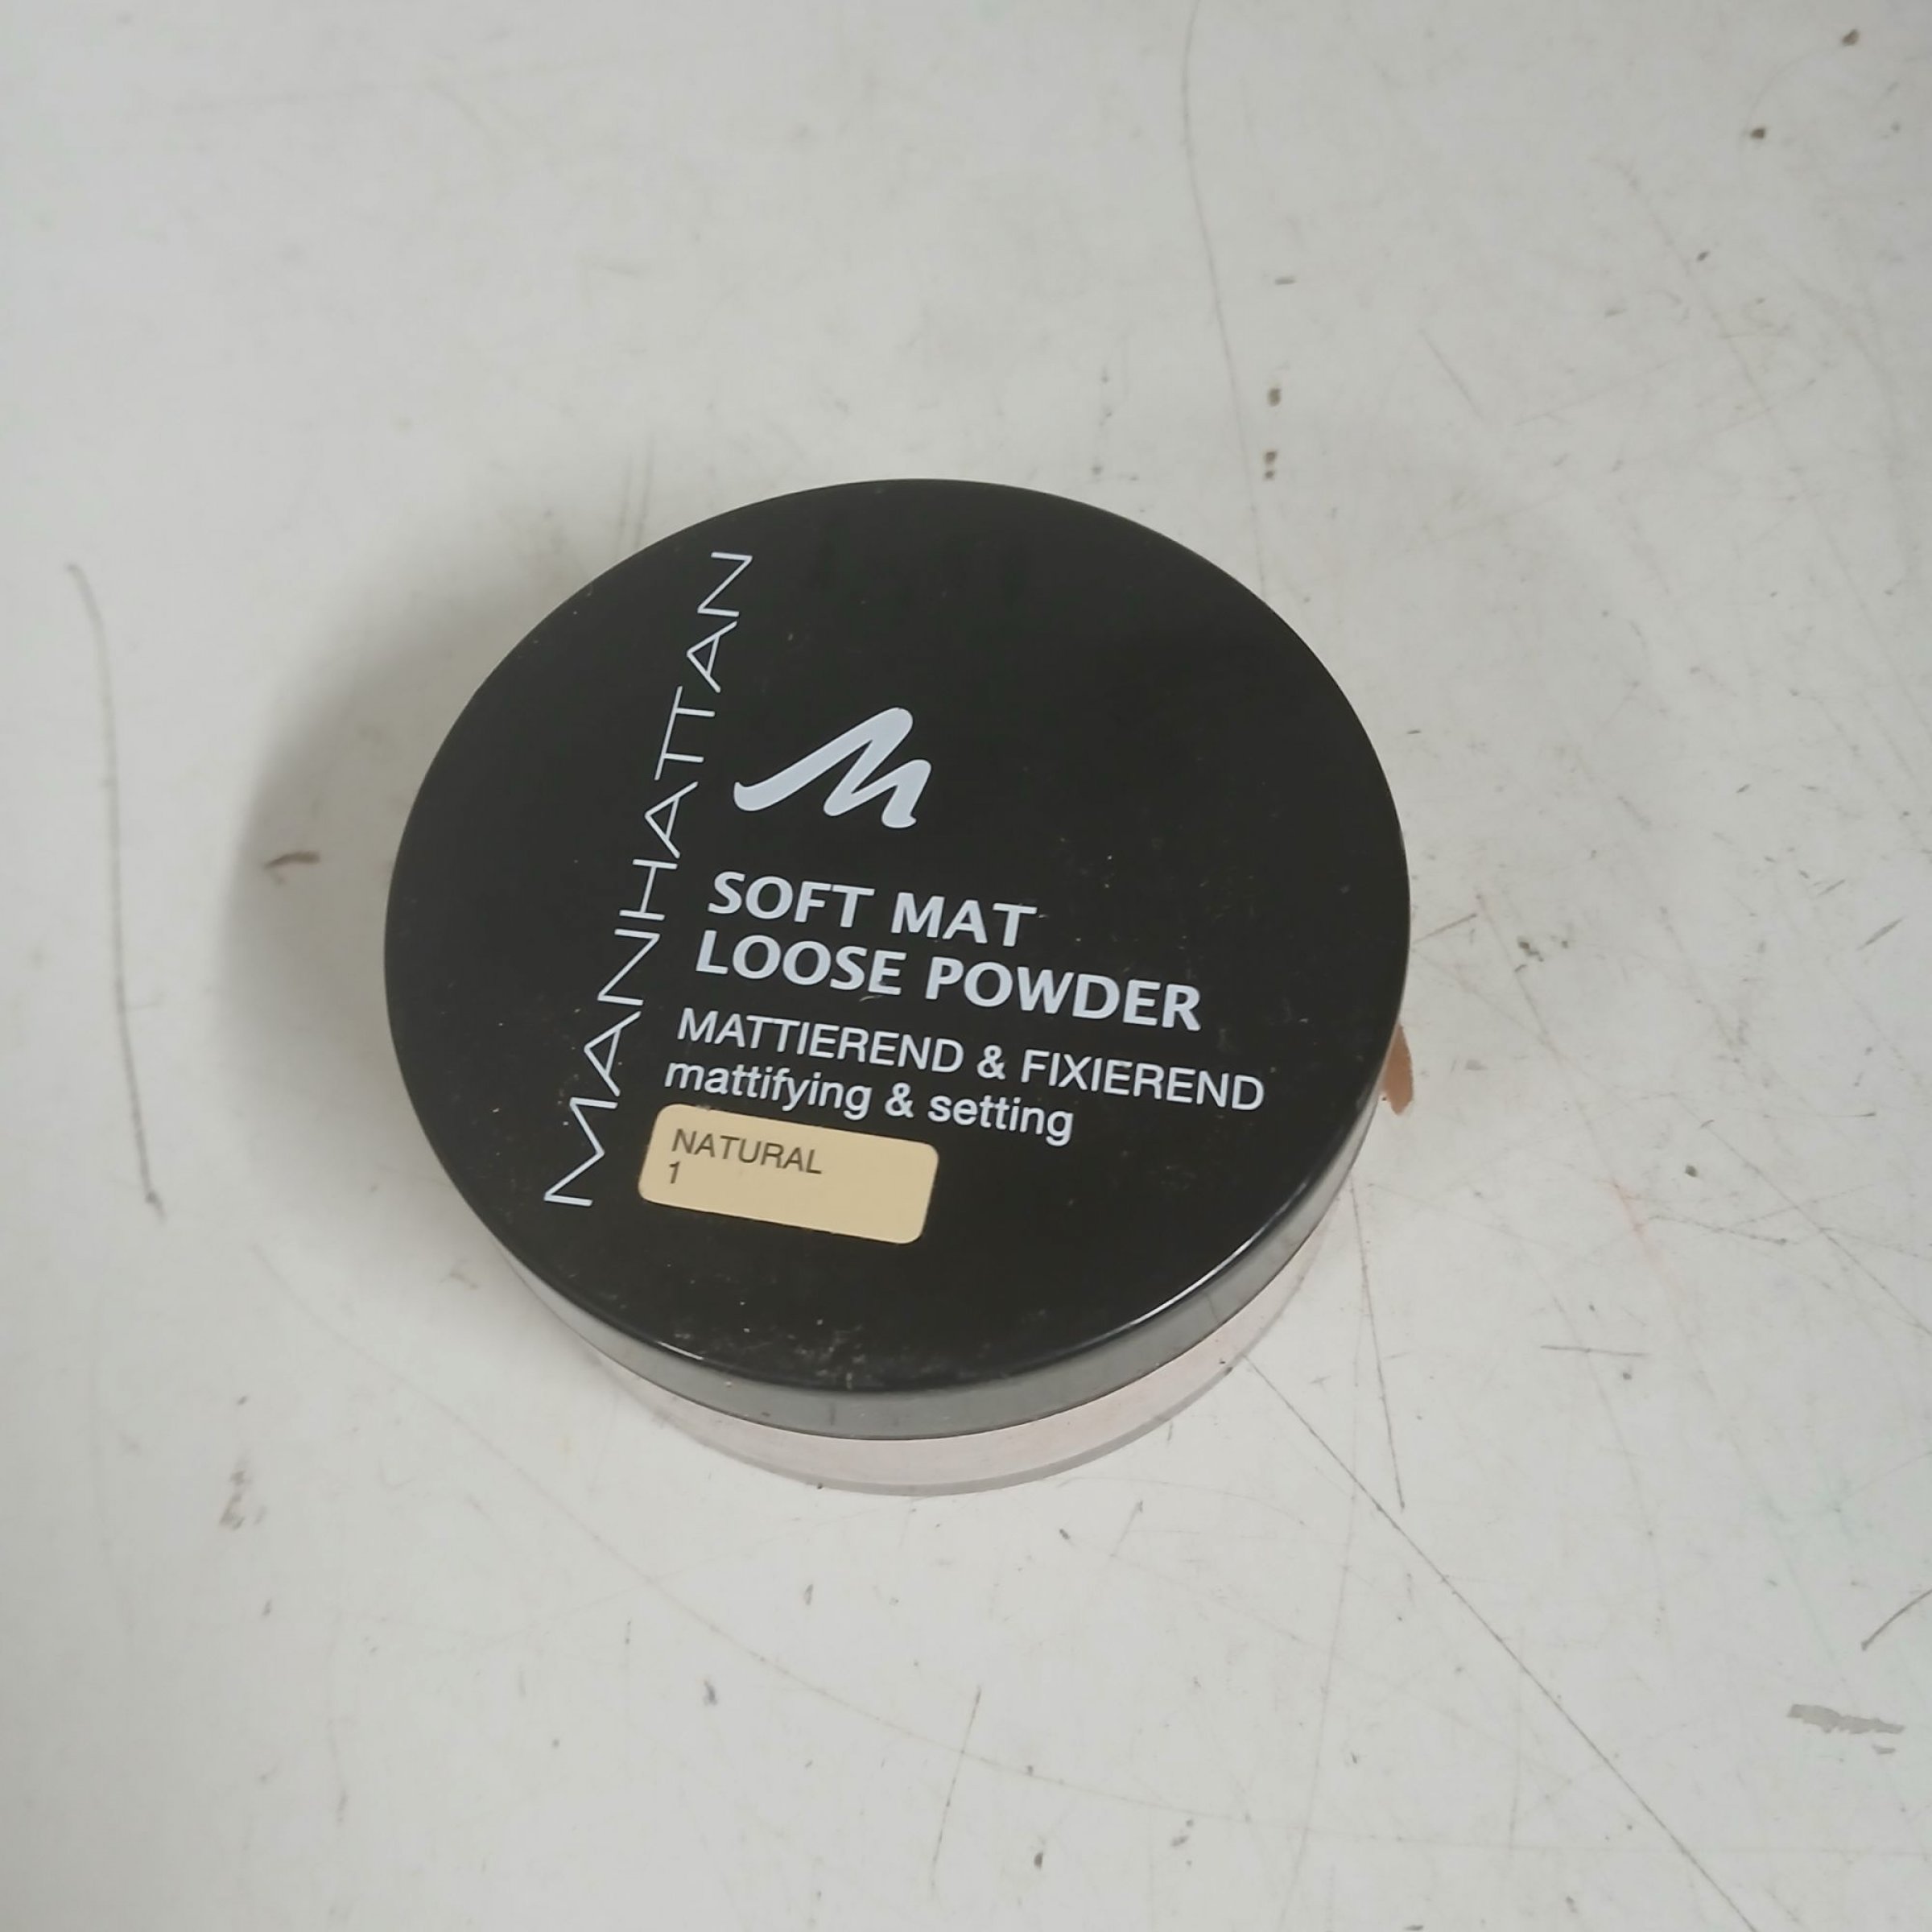 MANHATTAN
M
SOFT MAT
LOOSE POWDER
MATTIEREND & FIXIEREND
mattifying & setting
NATURAL
1